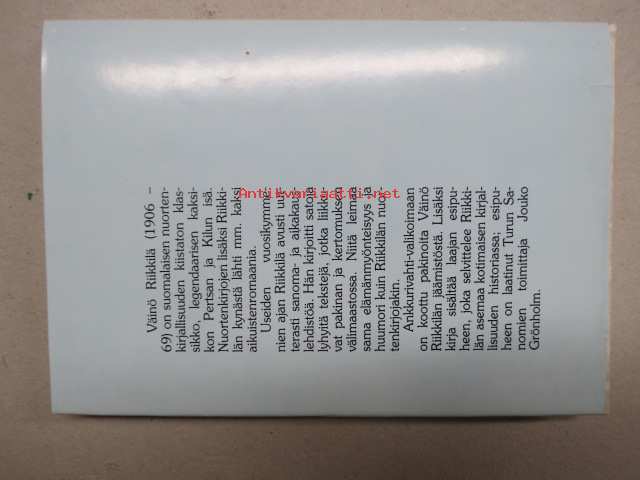 Väinö Riikkilä (1906 –
69) on suomalaisen nuorten-
kirjallisuuden kiistaton klas-
sikko, legendaarisen kaksi-
kon Pertsan ja Kilun isä.
Nuortenkirjojen lisäksi Riikki-
län kynästä lähti mm. kaksi
aikuistenromaania.
Useiden vuosikymme-
nien ajan Riikkilä avusti uut-
terasti sanoma- ja aikakaus-
lehdistöä. Hän kirjoitti satoja
lyhyitä tekstejä, jotka liikku-
vat pakinan ja kertomuksen
välimaastossa. Niitä leimaa
sama elämänmyönteisyys ja
huumori kuin Riikkilän nuor-
tenkirjojakin.
Ankkurivahti-valikoimaan
on koottu pakinoita Väinö
Riikkilän jäämistöstä. Lisäksi
kirja sisältää laajan esipu-
heen, joka selvittelee Riikki-
län asemaa kotimaisen kirjal-
lisuuden historiassa; esipu-
heen on laatinut Turun Sa-
nomien toimittaja Jouko
Grönholm.
Antikvariaatti.net